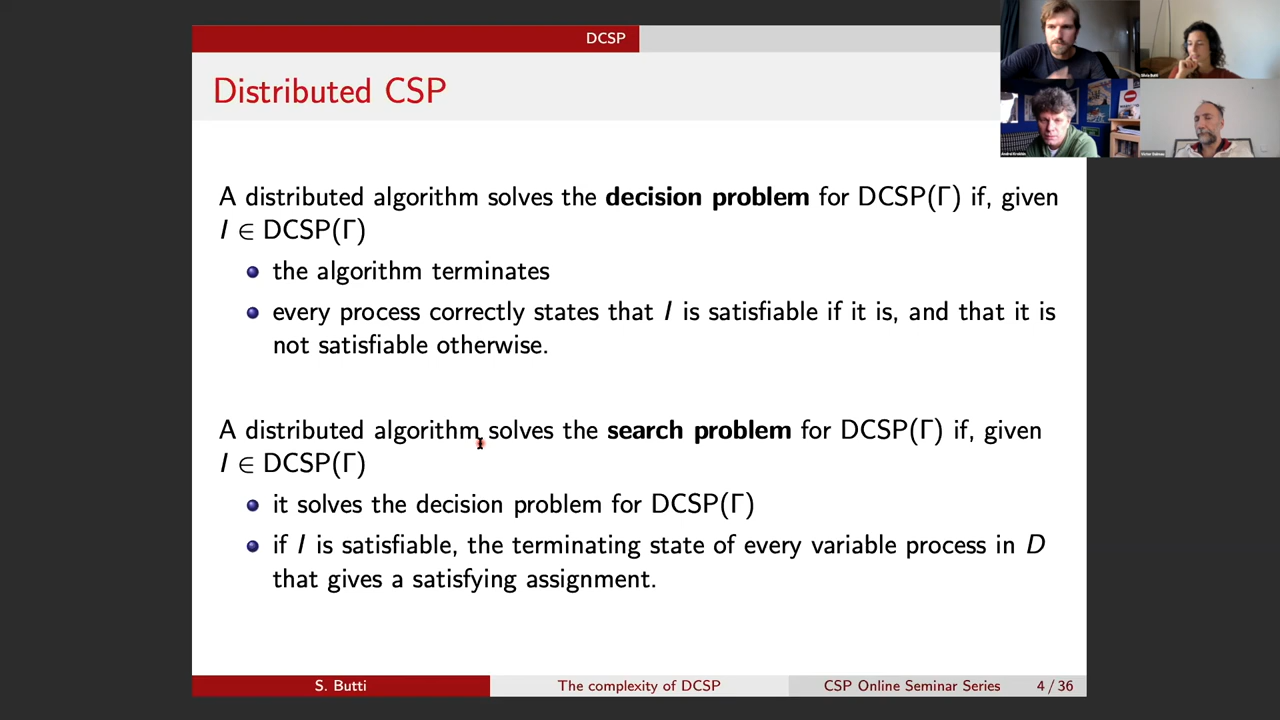 DCSP
Distributed CSP
A distributed algorithm solves the decision problem for DCSP(Γ) if, given
I ∈ DCSP(Γ)
the algorithm terminates
every process correctly states that I is satisfiable if it is, and that it is
not satisfiable otherwise.
A distributed algorithm solves the search problem for DCSP(Γ) if, given
I ∈ DCSP(Γ)
it solves the decision problem for DCSP(Γ)
if I is satisfiable, the terminating state of every variable process in D
that gives a satisfying assignment.
S. Butti
The complexity of DCSP
CSP Online Seminar Series
4 / 36